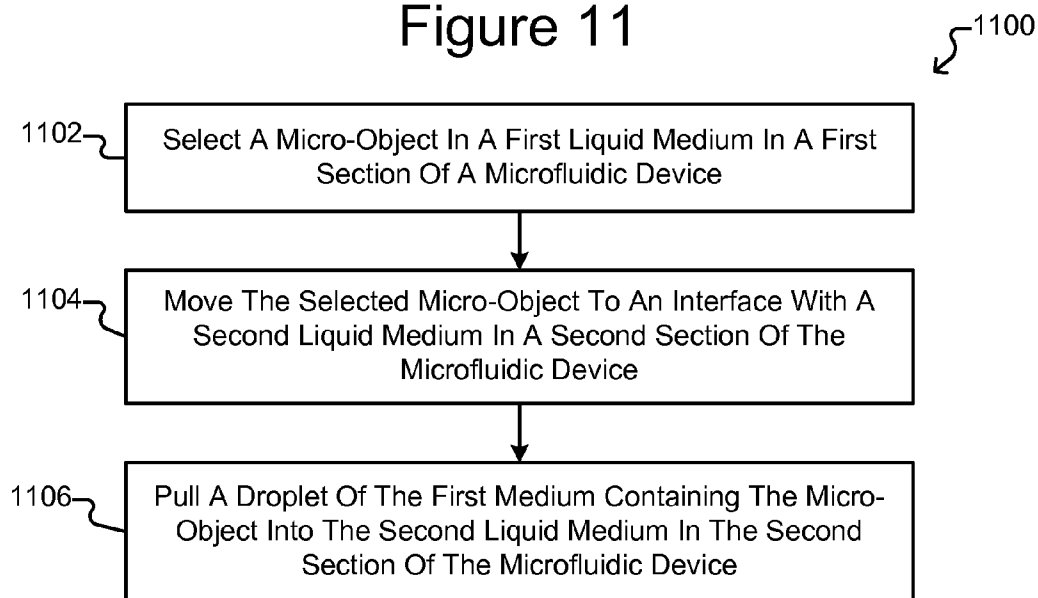 Figure 11
1100
1102
Select A Micro-Object In A First Liquid Medium In A First
Section Of A Microfluidic Device
1104
Move The Selected Micro-Object To An Interface With A
Second Liquid Medium In A Second Section Of The
Microfluidic Device
1106
Pull A Droplet Of The First Medium Containing The Micro-
Object Into The Second Liquid Medium In The Second
Section Of The Microfluidic Device